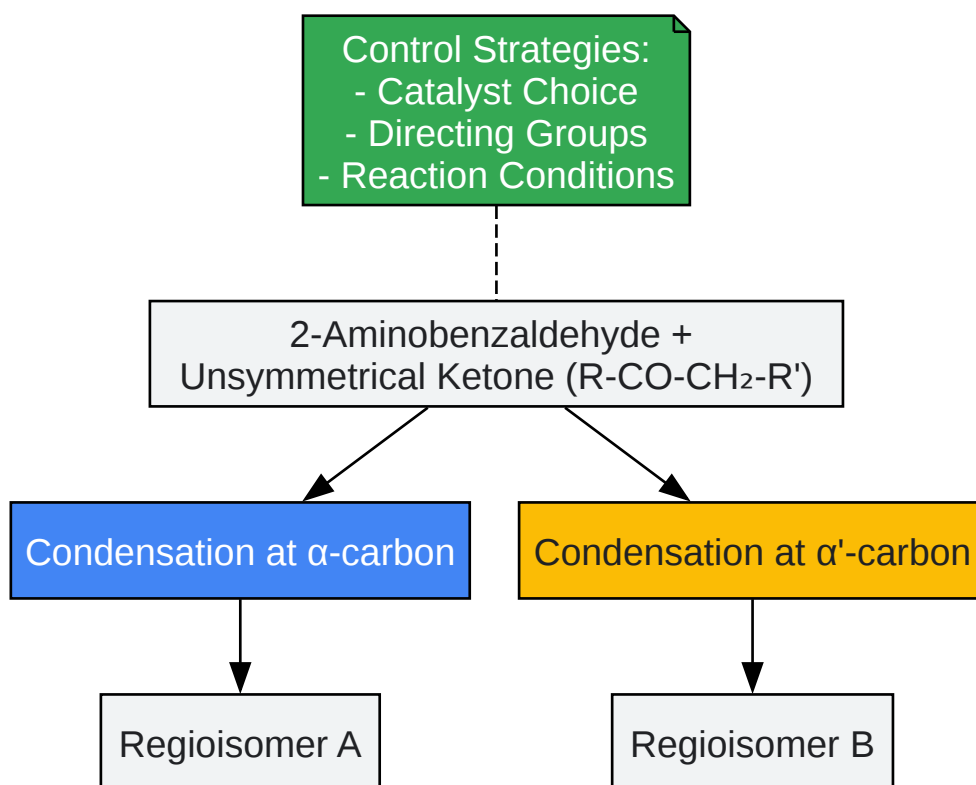 Control Strategies:
- Catalyst Choice
- Directing Groups
- Reaction Conditions
2-Aminobenzaldehyde +
Unsymmetrical Ketone (R-CO-CH₂-R')
Condensation at α-carbon
Condensation at α'-carbon
Regioisomer A
Regioisomer B